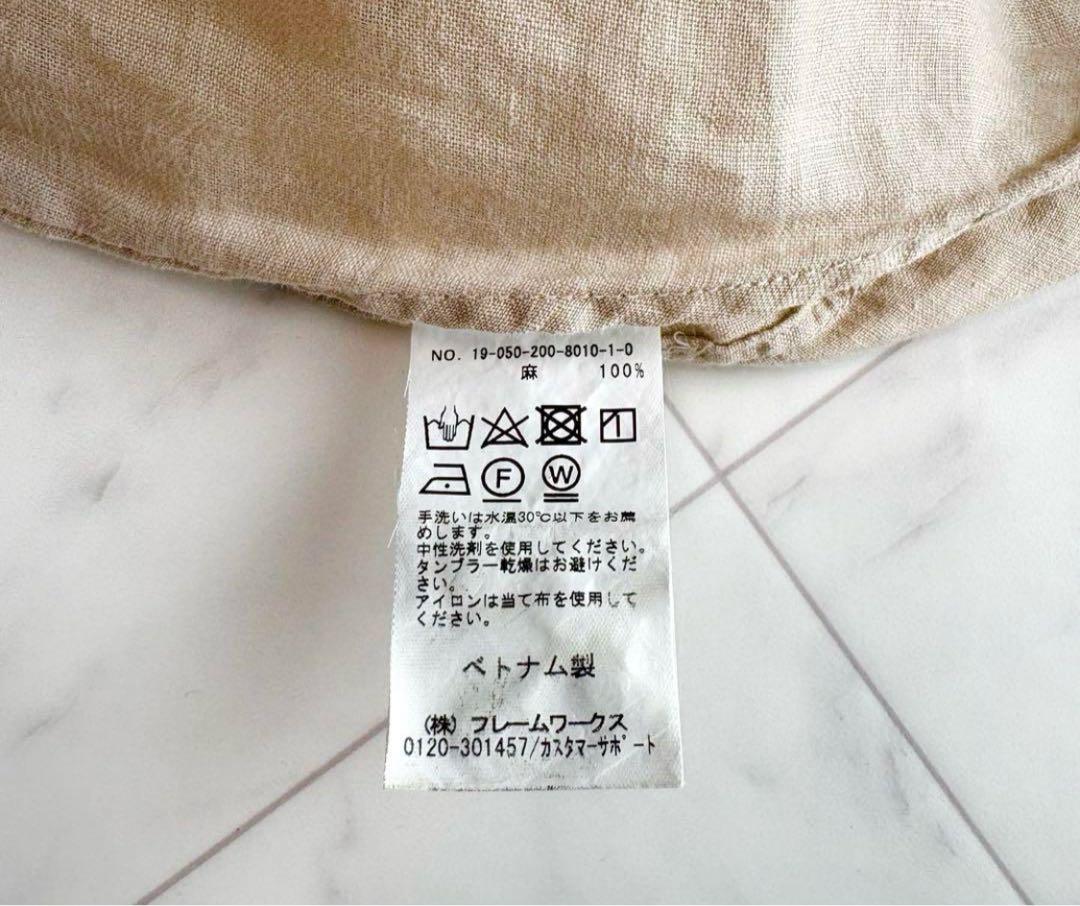 NO. 19-050-200-8010-1-0
麻 100%
F W
手洗いは水温30℃以下をお薦
めします。
中性洗剤を使用してください。
タンブラー乾燥はお避けくだ
さい。
アイロンは当て布を使用して
ください。
ベトナム製
(株) フレームワークス
0120-301457/カスタマーサポート